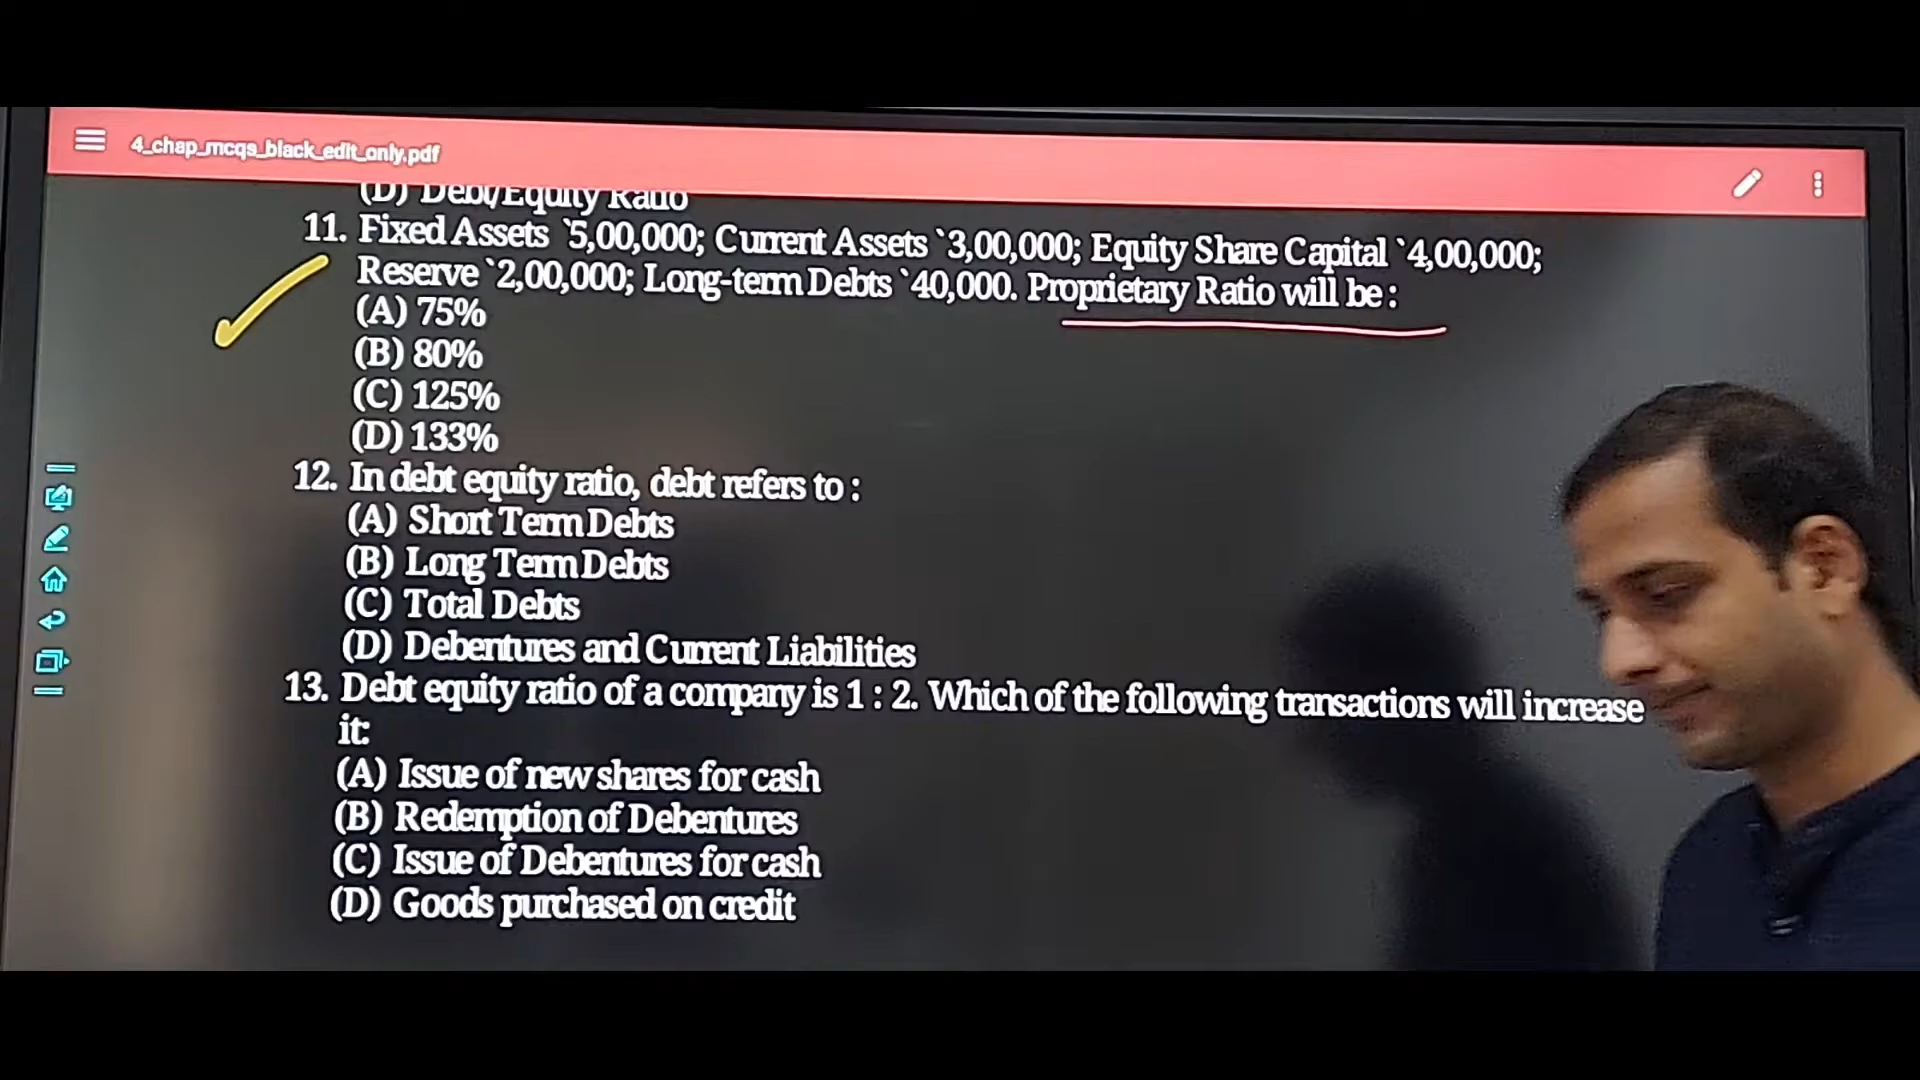 4_chap_mcqs_black_edit_only.pdf
(D) Debt/Equity Ratio
11. Fixed Assets `5,00,000; Current Assets `3,00,000; Equity Share Capital `4,00,000;
Reserve `2,00,000; Long-term Debts `40,000. Proprietary Ratio will be :
(A) 75%
(B) 80%
(C) 125%
(D) 133%
12. In debt equity ratio, debt refers to :
(A) Short Term Debts
(B) Long Term Debts
(C) Total Debts
(D) Debentures and Current Liabilities
13. Debt equity ratio of a company is 1 : 2. Which of the following transactions will increase
it:
(A) Issue of new shares for cash
(B) Redemption of Debentures
(C) Issue of Debentures for cash
(D) Goods purchased on credit